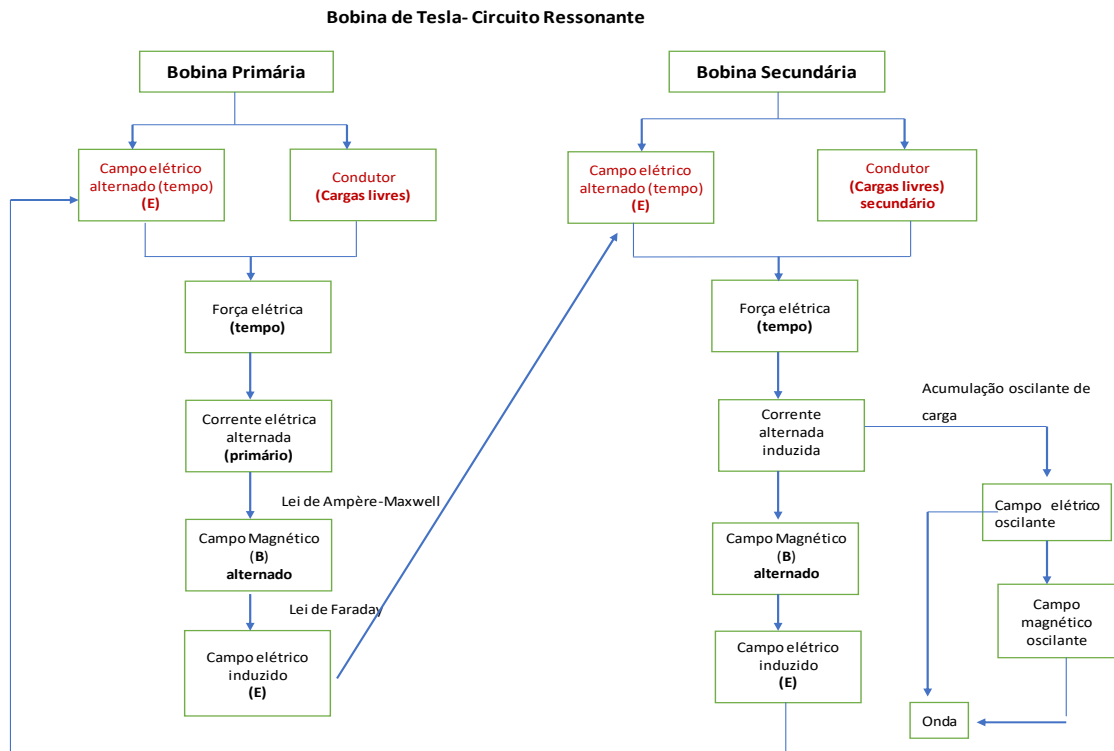 Bobina de Tesla- Circuito Ressonante
Bobina Primária
Campo elétrico
alternado (tempo)
(E)
Condutor
(Cargas livres)
Força elétrica
(tempo)
Corrente elétrica
alternada
(primário)
Lei de Ampère-Maxwell
Campo Magnético
(B)
alternado
Lei de Faraday
Campo elétrico
induzido
(E)
Bobina Secundária
Campo elétrico
alternado (tempo)
(E)
Condutor
(Cargas livres)
secundário
Força elétrica
(tempo)
Corrente
alternada
induzida
Acumulação oscilante de
carga
Campo Magnético
(B)
alternado
Campo elétrico
induzido
(E)
Campo elétrico
oscilante
Campo
magnético
oscilante
Onda